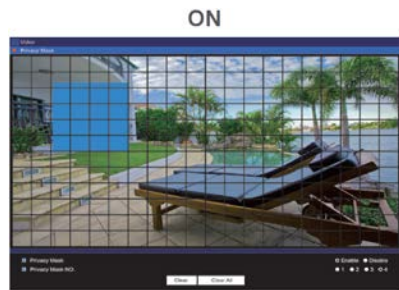 ON
Video
Privacy Mask
Privacy Mask Enable Disable
Privacy Mask NO. 1 2 3 4
Clear Clear All